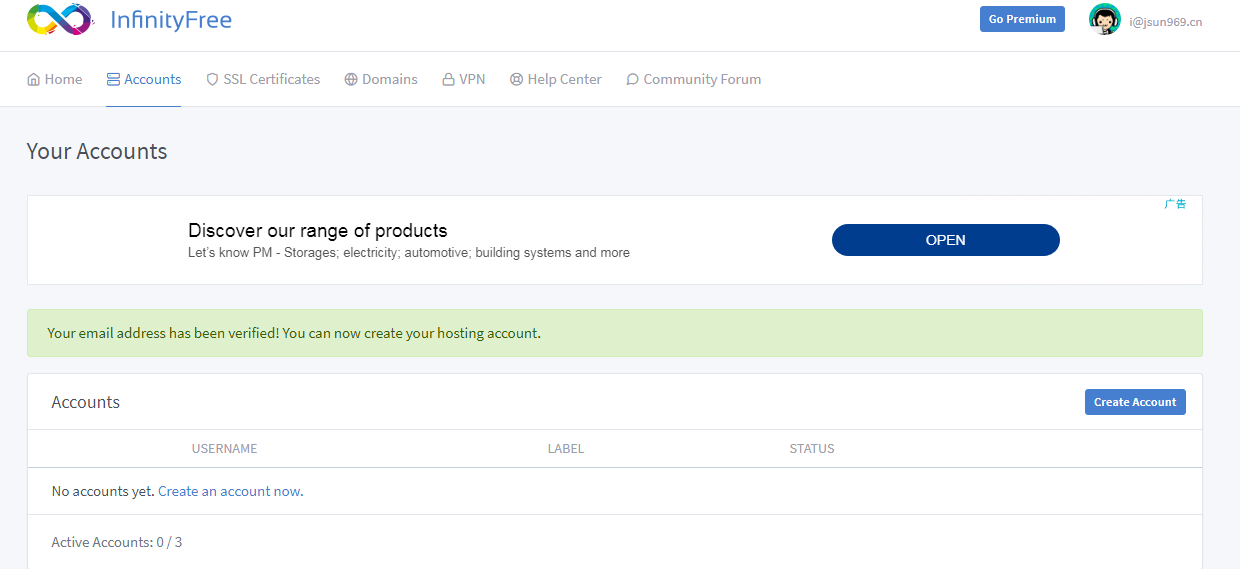 InfinityFree
Go Premium
i@jsun969.cn
Home Accounts SSL Certificates Domains VPN Help Center Community Forum
Your Accounts
广告
Discover our range of products
Let's know PM - Storages; electricity; automotive; building systems and more
OPEN
Your email address has been verified! You can now create your hosting account.
Accounts
Create Account
USERNAME LABEL STATUS
No accounts yet. Create an account now.
Active Accounts: 0 / 3